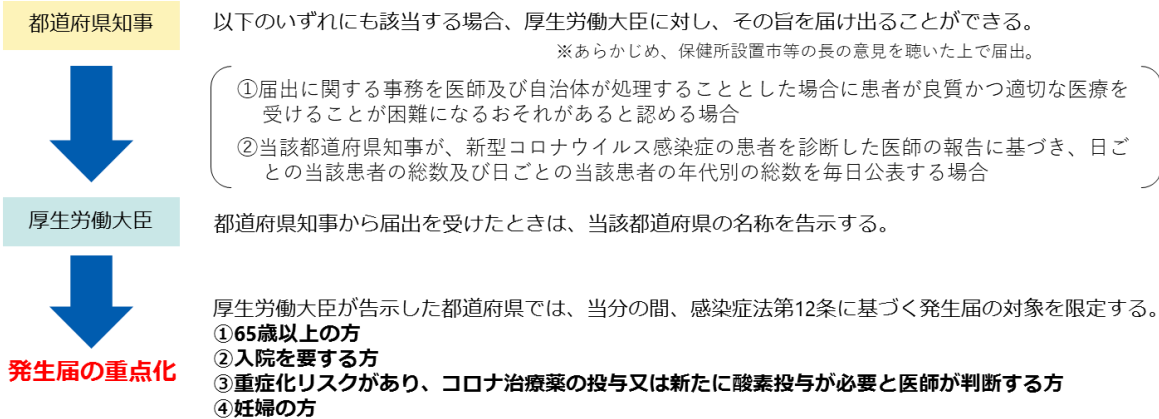 都道府県知事
以下のいずれにも該当する場合、厚生労働大臣に対し、その旨を届け出ることができる。
※あらかじめ、保健所設置市等の長の意見を聴いた上で届出。
①届出に関する事務を医師及び自治体が処理することとした場合に患者が良質かつ適切な医療を
受けることが困難になるおそれがあると認める場合
②当該都道府県知事が、新型コロナウイルス感染症の患者を診断した医師の報告に基づき、日ご
との当該患者の総数及び日ごとの当該患者の年代別の総数を毎日公表する場合
厚生労働大臣
都道府県知事から届出を受けたときは、当該都道府県の名称を告示する。
厚生労働大臣が告示した都道府県では、当分の間、感染症法第12条に基づく発生届の対象を限定する。
①65歳以上の方
②入院を要する方
発生届の重点化
③重症化リスクがあり、コロナ治療薬の投与又は新たに酸素投与が必要と医師が判断する方
④妊婦の方